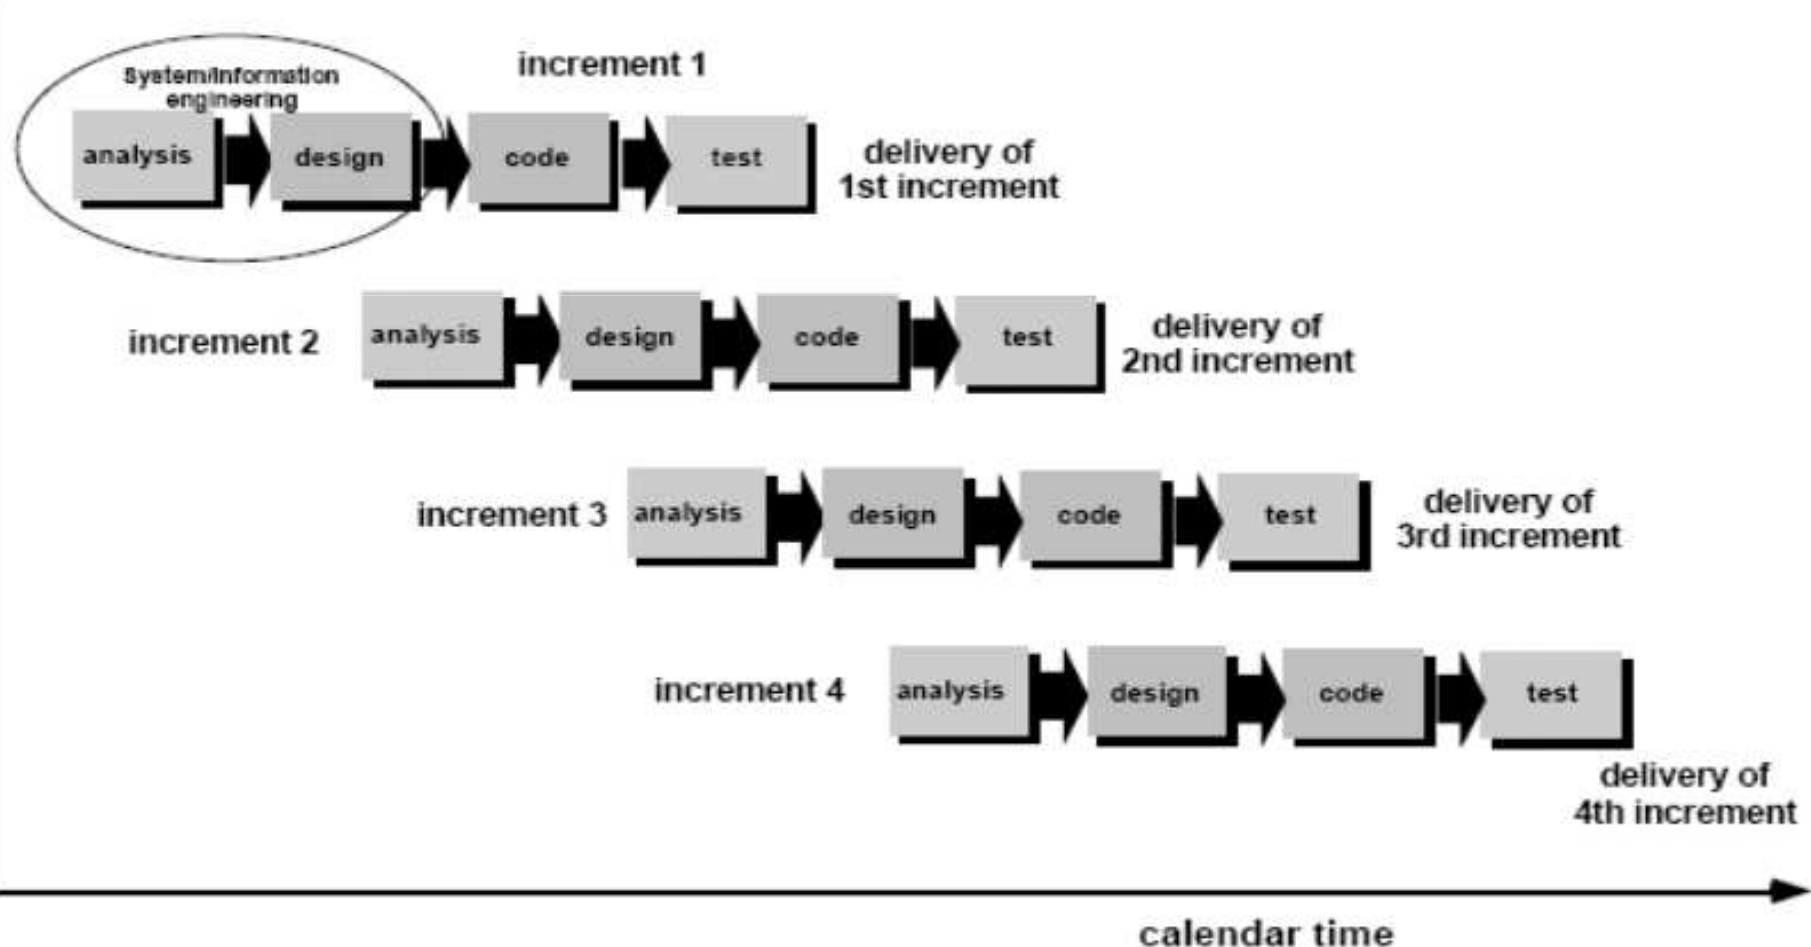 increment 1
System/information
engineering
analysis
design
code
test
delivery of
1st increment
increment 2
analysis
design
code
test
delivery of
2nd increment
increment 3
analysis
design
code
test
delivery of
3rd increment
increment 4
analysis
design
code
test
delivery of
4th increment
calendar time